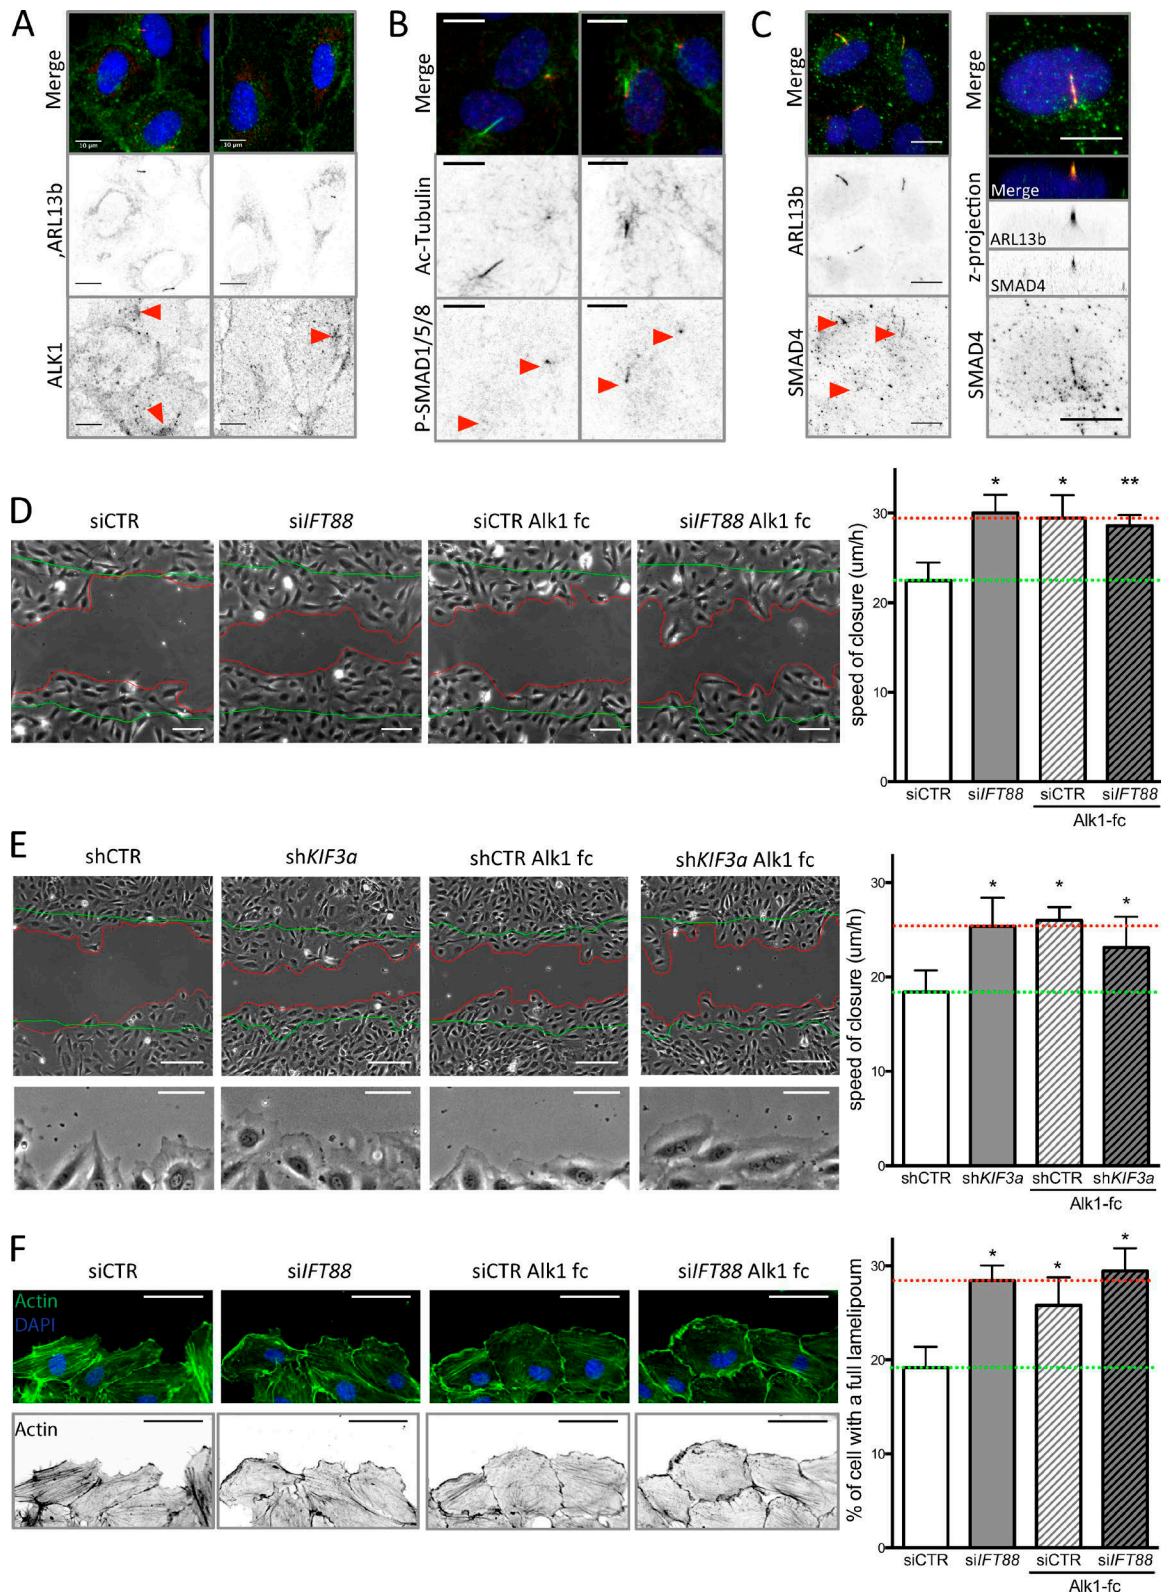 A
B
C
Merge
Merge
Merge
Merge
10 µm
10 µm
,ARL13b
Ac-Tubulin
ARL13b
z-projection
Merge
ARL13b
SMAD4
ALK1
P-SMAD1/5/8
SMAD4
SMAD4
D
siCTR
siIFT88
siCTR Alk1 fc
siIFT88 Alk1 fc
speed of closure (um/h)
30
20
10
0
*
*
**
siCTR
siIFT88
siCTR
siIFT88
Alk1-fc
E
shCTR
shKIF3a
shCTR Alk1 fc
shKIF3a Alk1 fc
speed of closure (um/h)
30
20
10
0
*
*
*
shCTR
shKIF3a
shCTR
shKIF3a
Alk1-fc
F
siCTR
siIFT88
siCTR Alk1 fc
siIFT88 Alk1 fc
Actin
DAPI
Actin
% of cell with a full lamelipoum
30
20
10
0
*
*
*
siCTR
siIFT88
siCTR
siIFT88
Alk1-fc